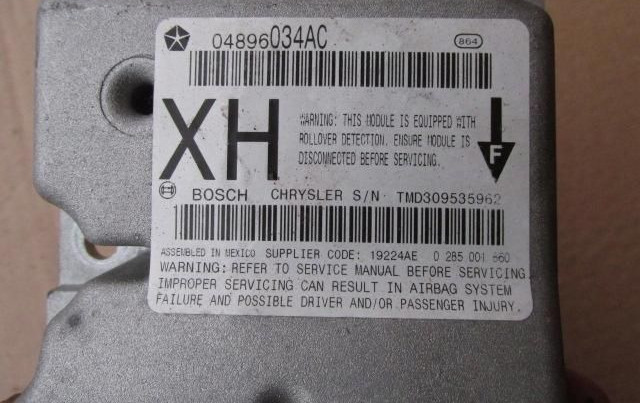 04896034AC 864
XH
WARNING: THIS MODULE IS EQUIPPED WITH
ROLLOVER DETECTION. ENSURE MODULE IS
DISCONNECTED BEFORE SERVICING.
F
BOSCH CHRYSLER S/N TMD309535962
ASSEMBLED IN MEXICO SUPPLIER CODE: 19224AE 0 285 001 660
WARNING: REFER TO SERVICE MANUAL BEFORE SERVICING
IMPROPER SERVICING CAN RESULT IN AIRBAG SYSTEM
FAILURE AND POSSIBLE DRIVER AND/OR PASSENGER INJURY.